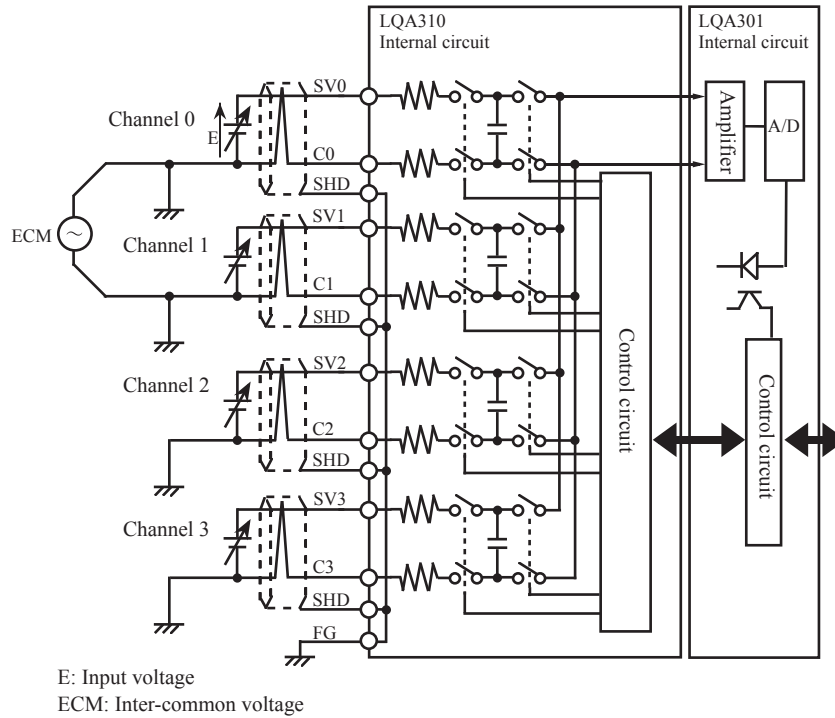 LQA310
Internal circuit
LQA301
Internal circuit
SV0
Channel 0
E
C0
SHD
Amplifier
A/D
ECM
~
SV1
Channel 1
C1
SHD
SV2
Channel 2
C2
SHD
Control circuit
Control circuit
SV3
Channel 3
C3
SHD
FG
E: Input voltage
ECM: Inter-common voltage